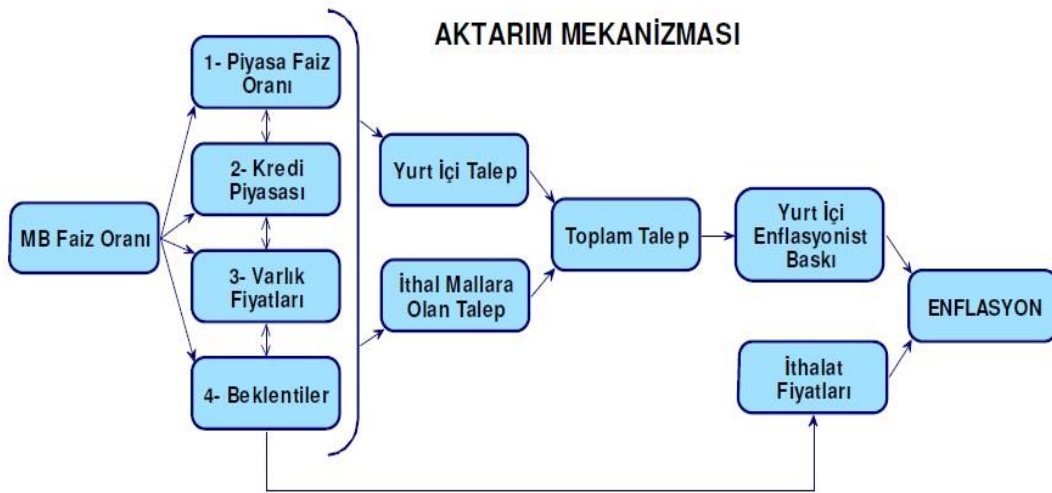 AKTARIM MEKANİZMASI
1- Piyasa Faiz
Oranı
2- Kredi
Piyasası
MB Faiz Oranı
3- Varlık
Fiyatları
4- Beklentiler
Yurt İçi Talep
İthal Mallara
Olan Talep
Toplam Talep
Yurt İçi
Enflasyonist
Baskı
İthalat
Fiyatları
ENFLASYON